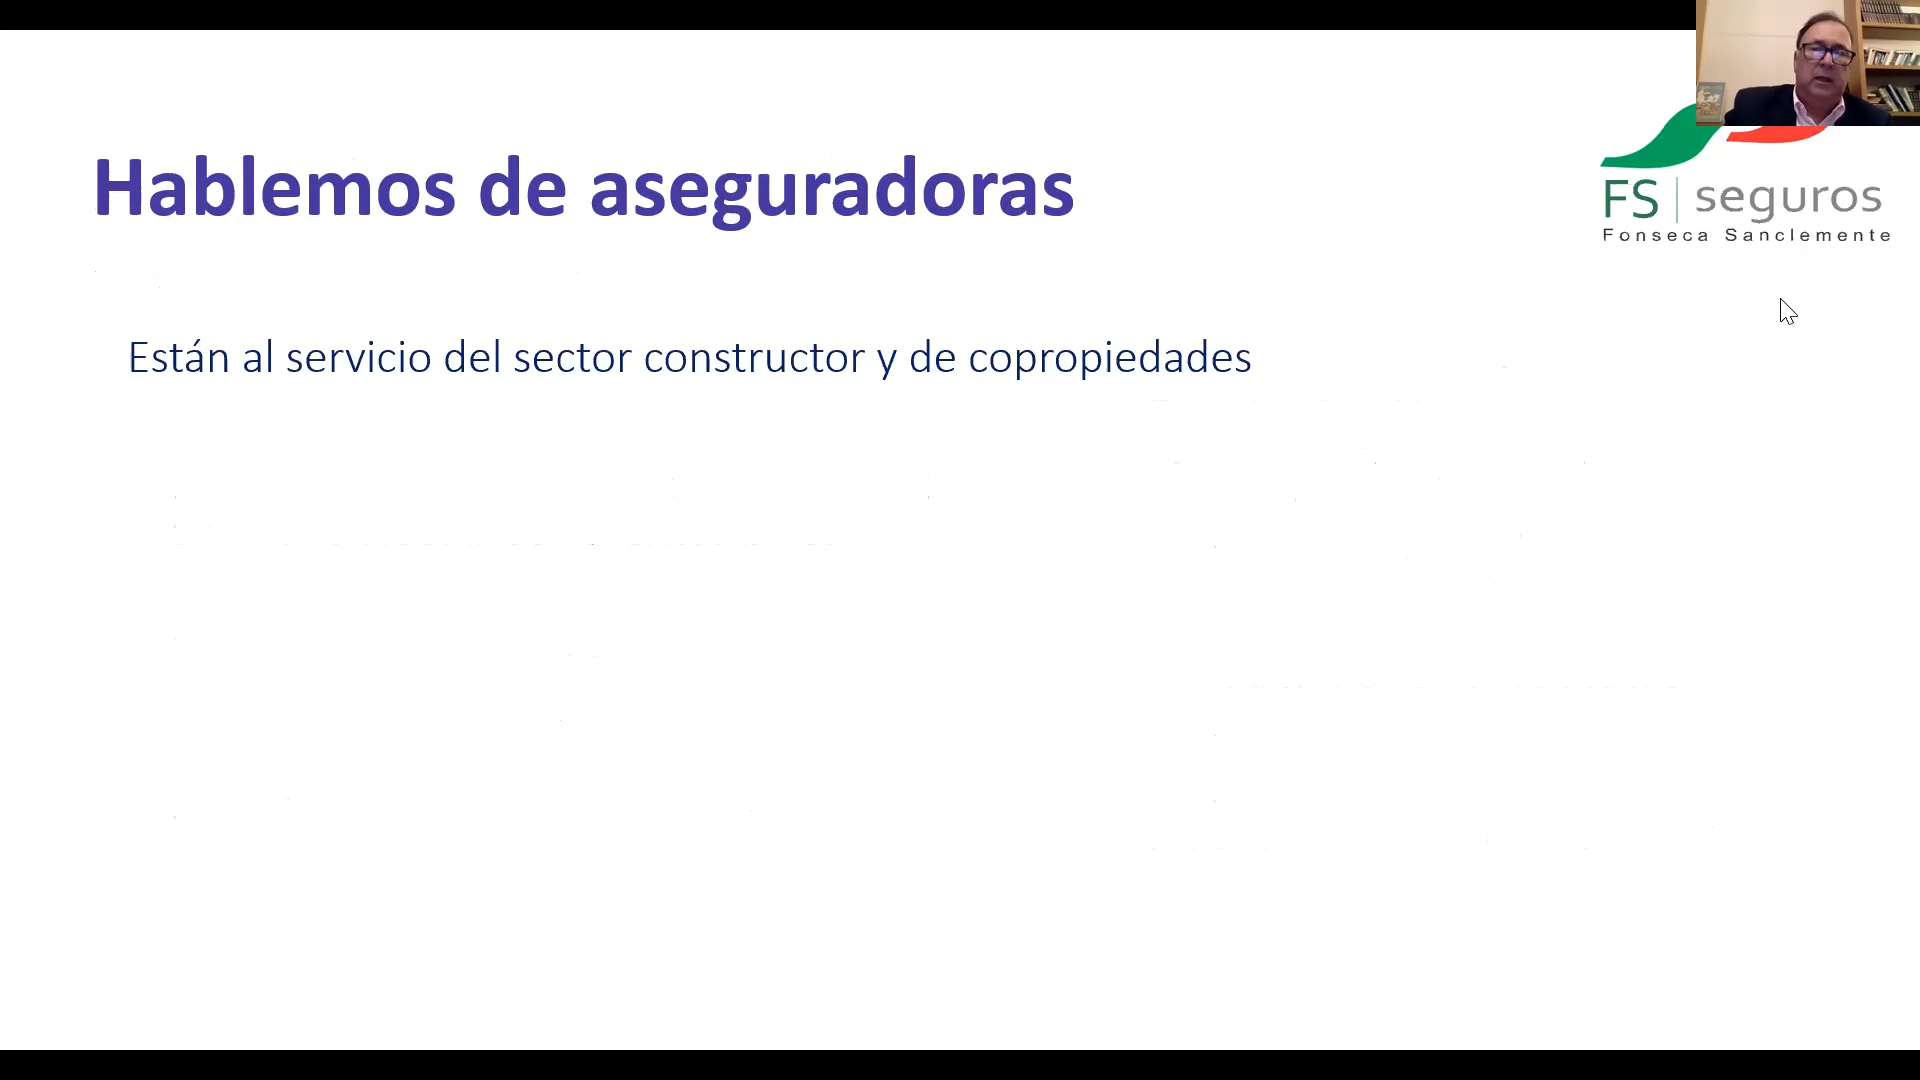 Hablemos de aseguradoras
FS | seguros
Fonseca Sanclemente
Están al servicio del sector constructor y de copropiedades